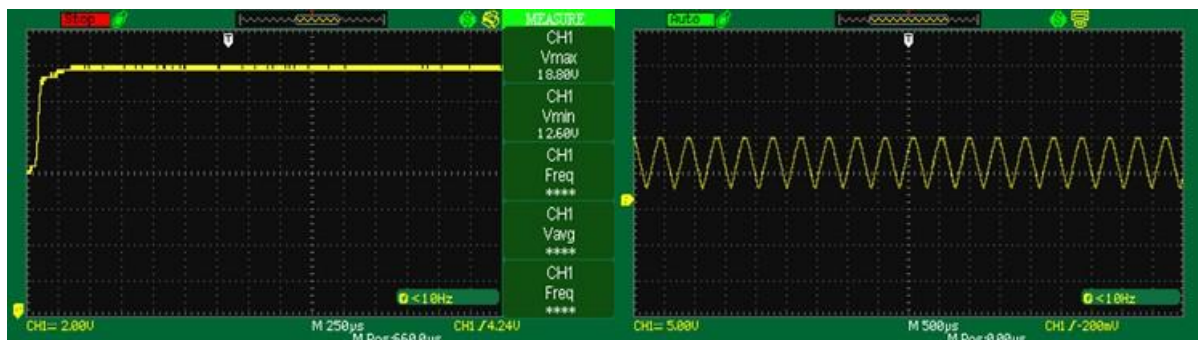 Stop
MEASURE
CH1
Vmax
18.80V
CH1
Vmin
12.60V
CH1
Freq
****
CH1
Vavg
****
CH1
Freq
****
T
<10Hz
CH1= 2.00V
M 250µs
CH1 / 4.24V
Auto
T
<10Hz
CH1= 5.00V
M 500µs
CH1 / -200mV